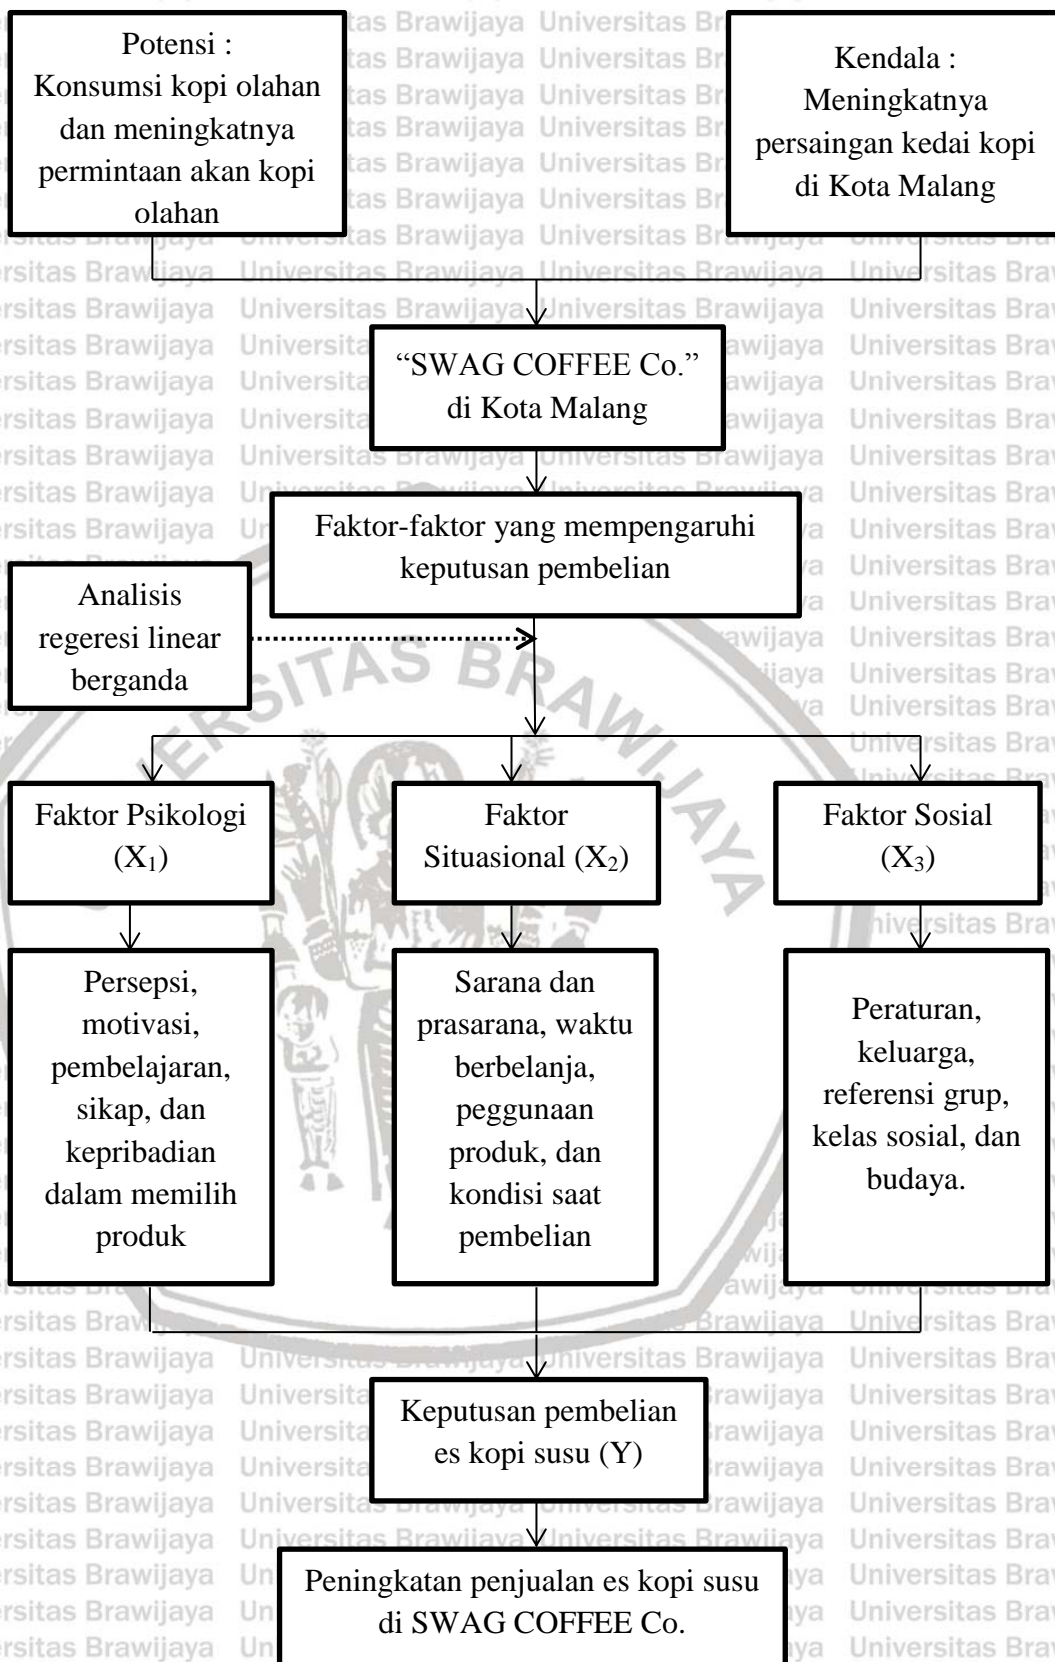 Potensi :
Konsumsi kopi olahan
dan meningkatnya
permintaan akan kopi
olahan
Kendala :
Meningkatnya
persaingan kedai kopi
di Kota Malang
“SWAG COFFEE Co.”
di Kota Malang
Faktor-faktor yang mempengaruhi
keputusan pembelian
Analisis
regeresi linear
berganda
Faktor Psikologi
(X₁)
Faktor
Situasional (X₂)
Faktor Sosial
(X₃)
Persepsi,
motivasi,
pembelajaran,
sikap, dan
kepribadian
dalam memilih
produk
Sarana dan
prasarana, waktu
berbelanja,
peggunaan
produk, dan
kondisi saat
pembelian
Peraturan,
keluarga,
referensi grup,
kelas sosial, dan
budaya.
Keputusan pembelian
es kopi susu (Y)
Peningkatan penjualan es kopi susu
di SWAG COFFEE Co.